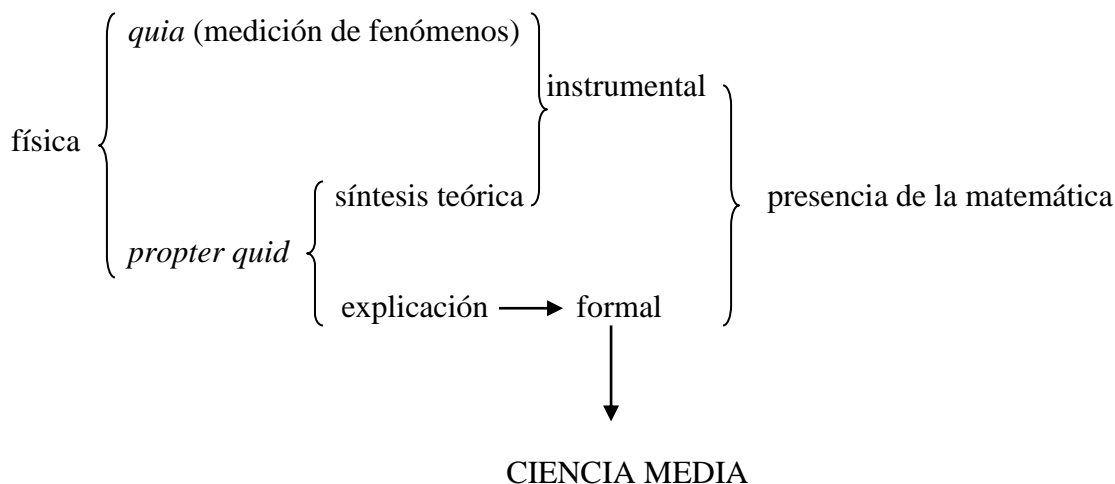 quia (medición de fenómenos)
instrumental
física
síntesis teórica
presencia de la matemática
propter quid
explicación
formal
CIENCIA MEDIA